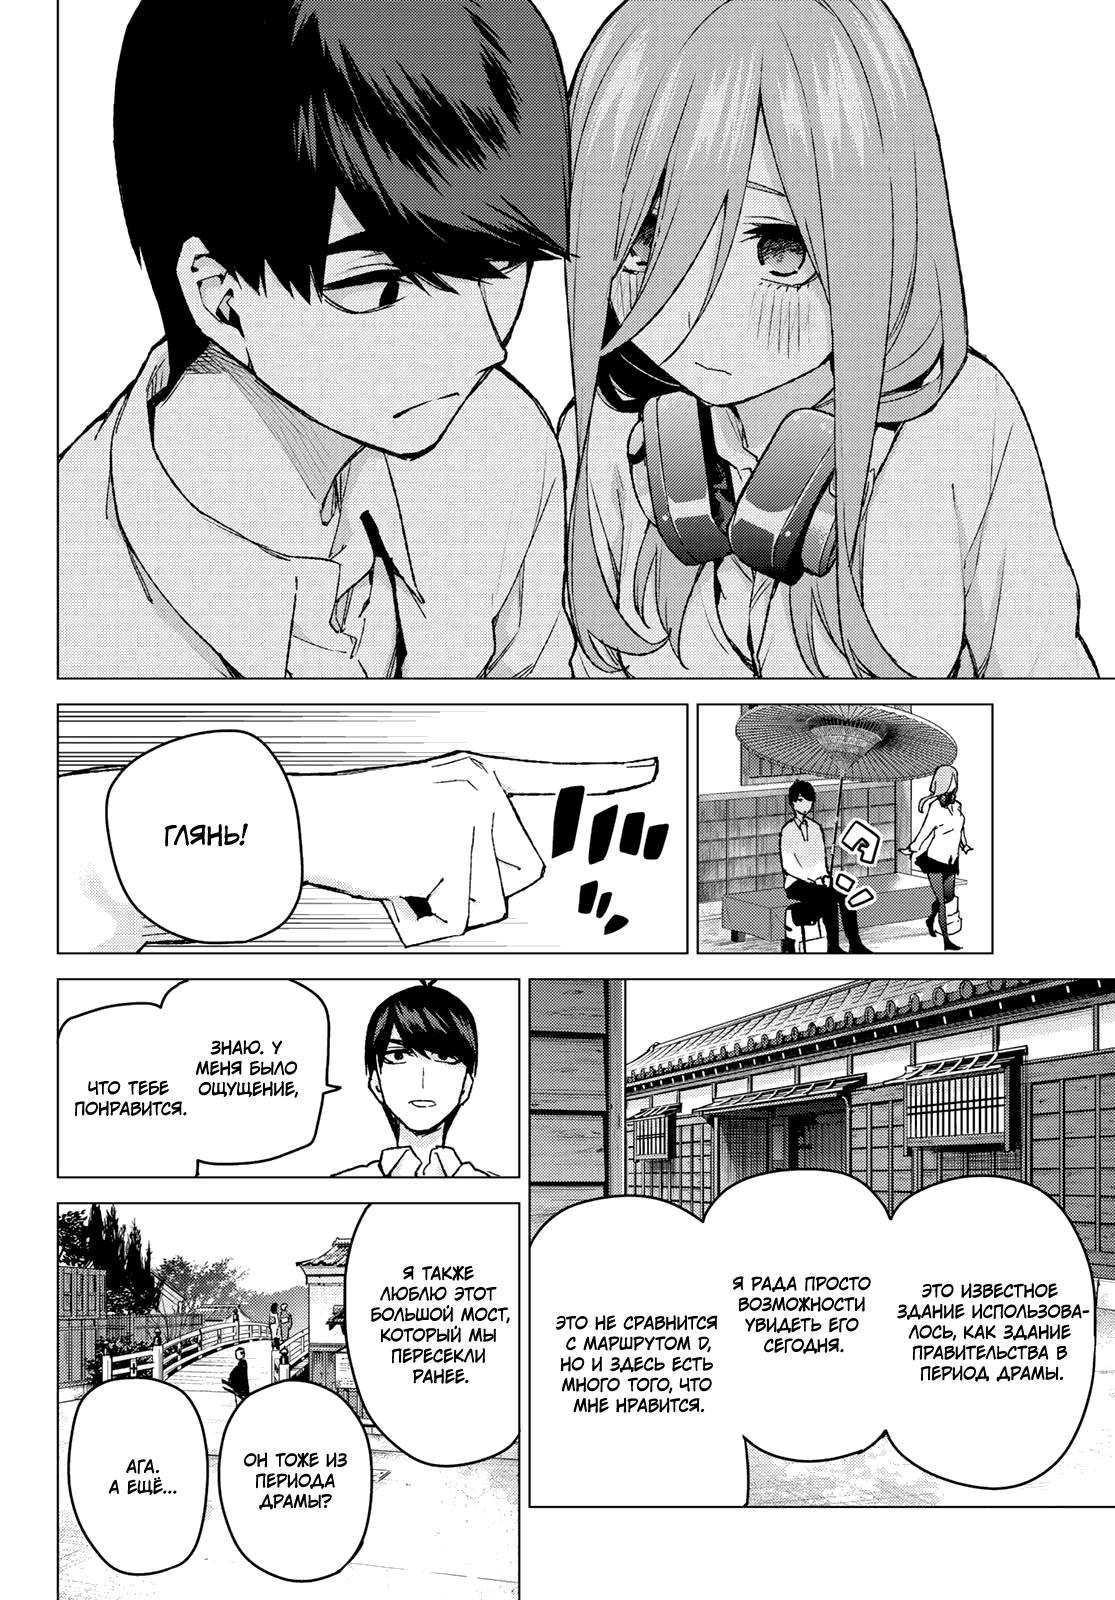 ГЛЯНЬ!
ЭТО ИЗВЕСТНОЕ
ЗДАНИЕ ИСПОЛЬЗОВА-
ЛОСЬ, КАК ЗДАНИЕ
ПРАВИТЕЛЬСТВА В
ПЕРИОД ДРАМЫ.
Я РАДА ПРОСТО
ВОЗМОЖНОСТИ
УВИДЕТЬ ЕГО
СЕГОДНЯ.
ЭТО НЕ СРАВНИТСЯ
С МАРШРУТОМ D,
НО И ЗДЕСЬ ЕСТЬ
МНОГО ТОГО, ЧТО
МНЕ НРАВИТСЯ.
ЗНАЮ. У
МЕНЯ БЫЛО
ОЩУЩЕНИЕ,
ЧТО ТЕБЕ
ПОНРАВИТСЯ.
Я ТАКЖЕ
ЛЮБЛЮ ЭТОТ
БОЛЬШОЙ МОСТ,
КОТОРЫЙ МЫ
ПЕРЕСЕКЛИ
РАНЕЕ.
ОН ТОЖЕ ИЗ
ПЕРИОДА
ДРАМЫ?
АГА.
А ЕЩЁ...